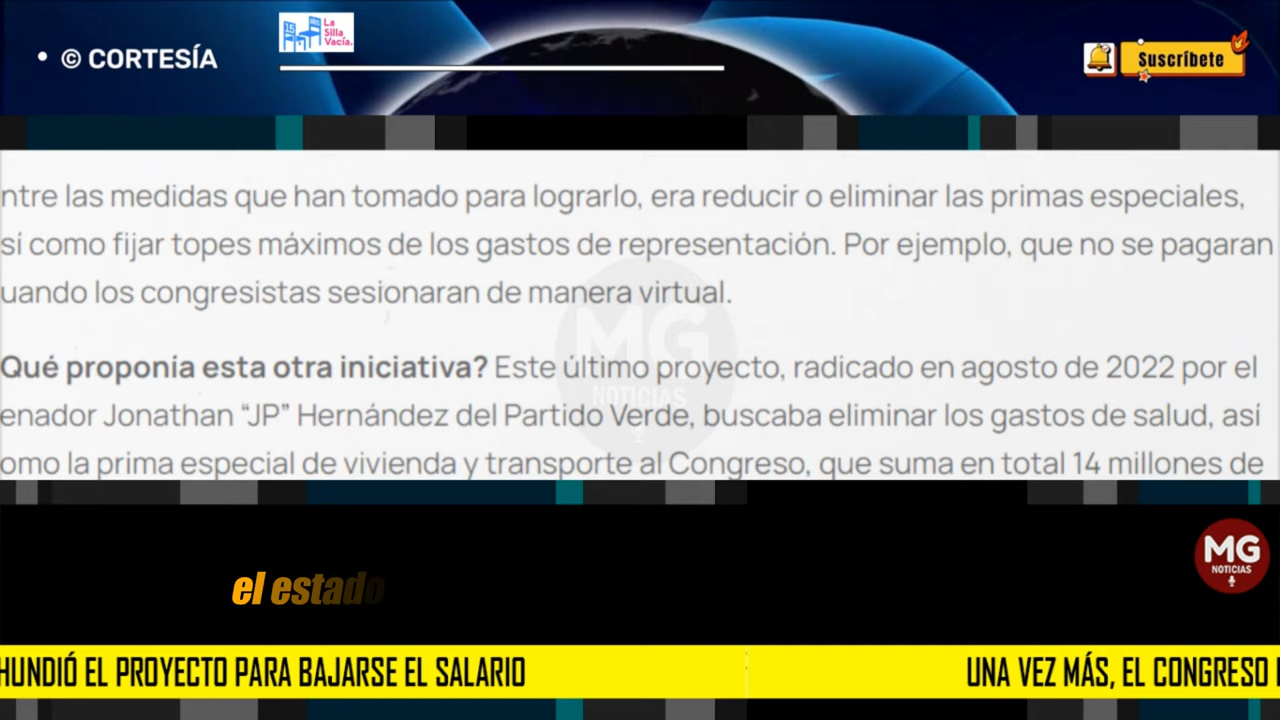 La
Silla
Vacía.
• © CORTESÍA
Suscríbete
ntre las medidas que han tomado para lograrlo, era reducir o eliminar las primas especiales,
sí como fijar topes máximos de los gastos de representación. Por ejemplo, que no se pagaran
uando los congresistas sesionaran de manera virtual.
Qué proponía esta otra iniciativa? Este último proyecto, radicado en agosto de 2022 por el
enador Jonathan “JP” Hernández del Partido Verde, buscaba eliminar los gastos de salud, así
omo la prima especial de vivienda y transporte al Congreso, que suma en total 14 millones de
MG
NOTICIAS
el estado
MG
NOTICIAS
HUNDIÓ EL PROYECTO PARA BAJARSE EL SALARIO
UNA VEZ MÁS, EL CONGRESO